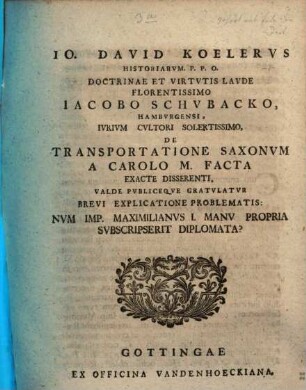 IO. DAVID KOELERVS
HISTORIARVM. P. P. O.
DOCTRINAE ET VIRTVTIS LAVDE
FLORENTISSIMO
IACOBO SCHVBACKO,
HAMBVRGENSI,
IVRIVM CVLTORI SOLERTISSIMO,
DE
TRANSPORTATIONE SAXONVM
A CAROLO M. FACTA
EXACTE DISSERENTI,
VALDE PVBLICEQVE GRATVLATVR
BREVI EXPLICATIONE PROBLEMATIS:
NVM IMP. MAXIMILIANVS I. MANV PROPRIA
SVBSCRIPSERIT DIPLOMATA?
GOTTINGAE
EX OFFICINA VANDENHOECKIANA.